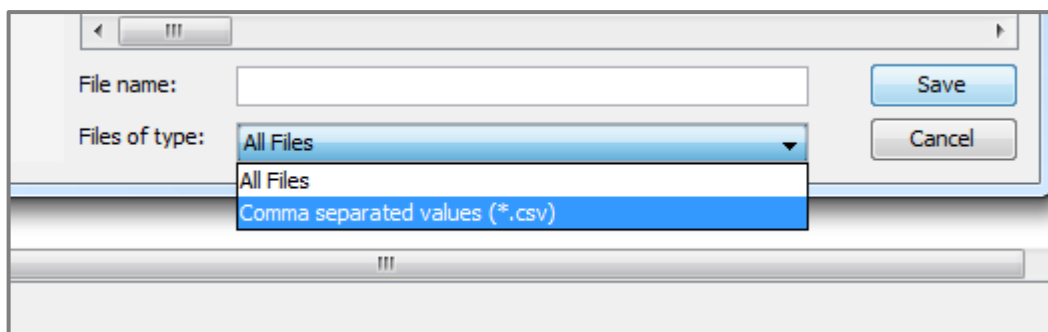 File name:
Save
Files of type:
All Files
Cancel
All Files
Comma separated values (*.csv)